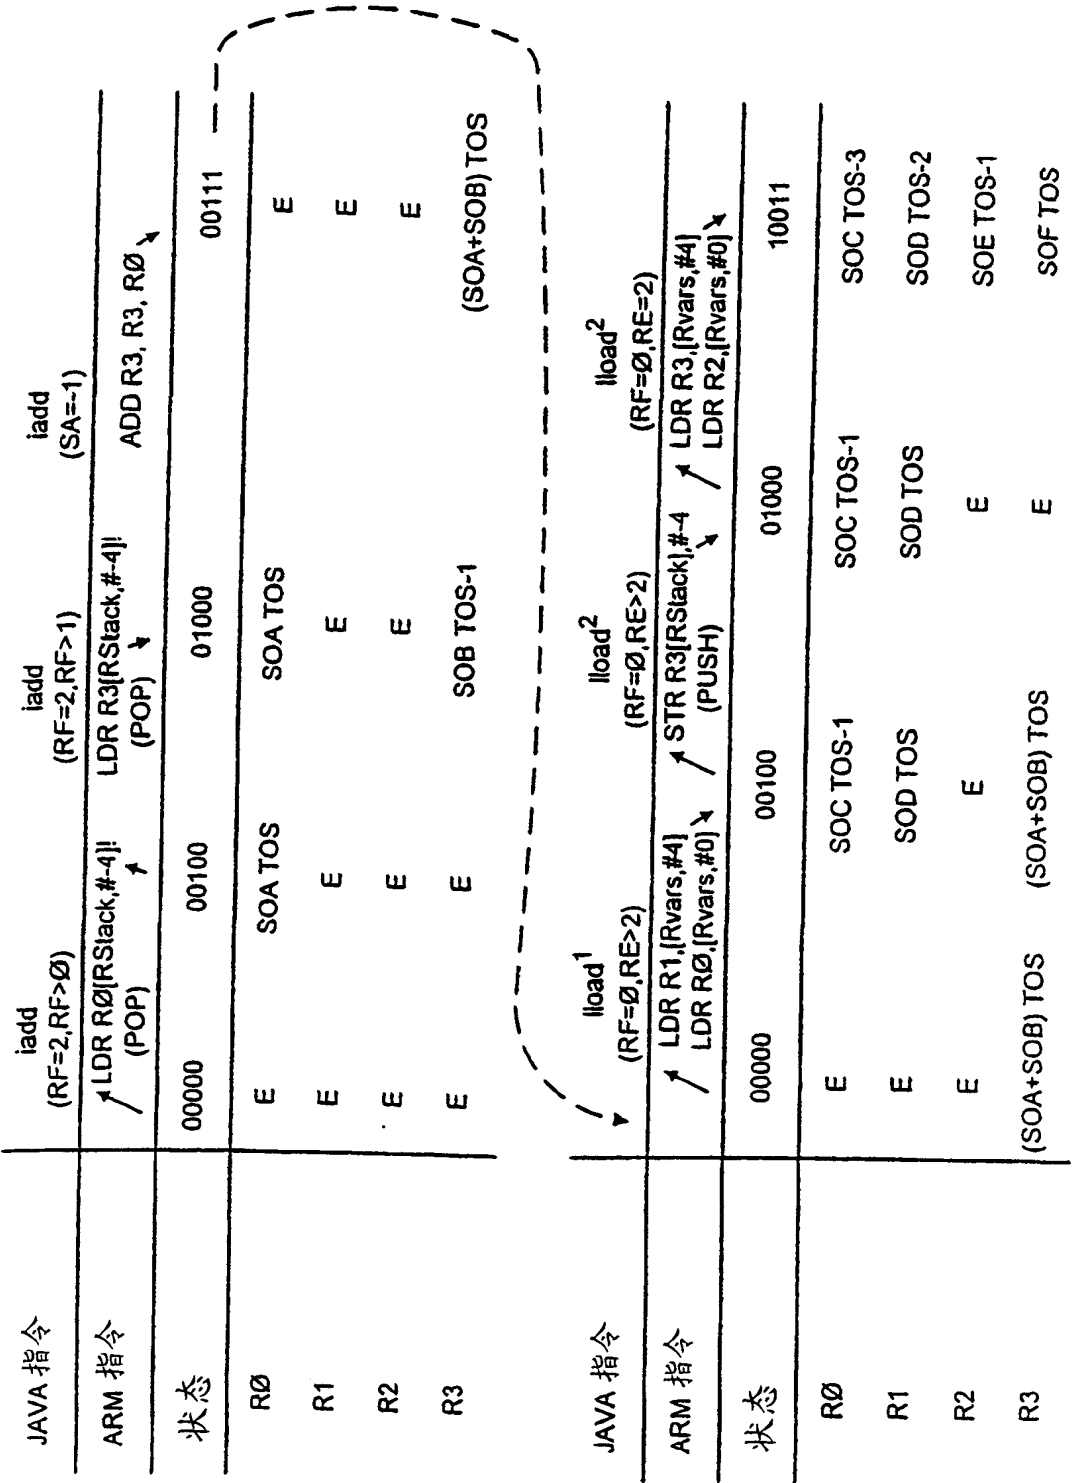 JAVA 指令 iadd (RF=2,RF>Ø) iadd (RF=2,RF>1) iadd (SA=-1)
ARM 指令 LDR RØ[RStack,#-4]! (POP) LDR R3[RStack,#-4]! (POP) ADD R3, R3, RØ
状态 00000 00100 01000 00111
RØ E SOA TOS SOA TOS E
R1 E E E E
R2 E E E E
R3 E E SOB TOS-1 (SOA+SOB) TOS
JAVA 指令 lload1 (RF=Ø,RE>2) lload2 (RF=Ø,RE>2) lload2 (RF=Ø,RE=2)
ARM 指令 LDR R1,[Rvars,#4] LDR RØ,[Rvars,#0] STR R3[RStack],#-4 (PUSH) LDR R3,[Rvars,#4] LDR R2,[Rvars,#0]
状态 00000 00100 01000 10011
RØ E SOC TOS-1 SOC TOS-1 SOC TOS-3
R1 E SOD TOS SOD TOS SOD TOS-2
R2 E E E SOE TOS-1
R3 (SOA+SOB) TOS (SOA+SOB) TOS E SOF TOS